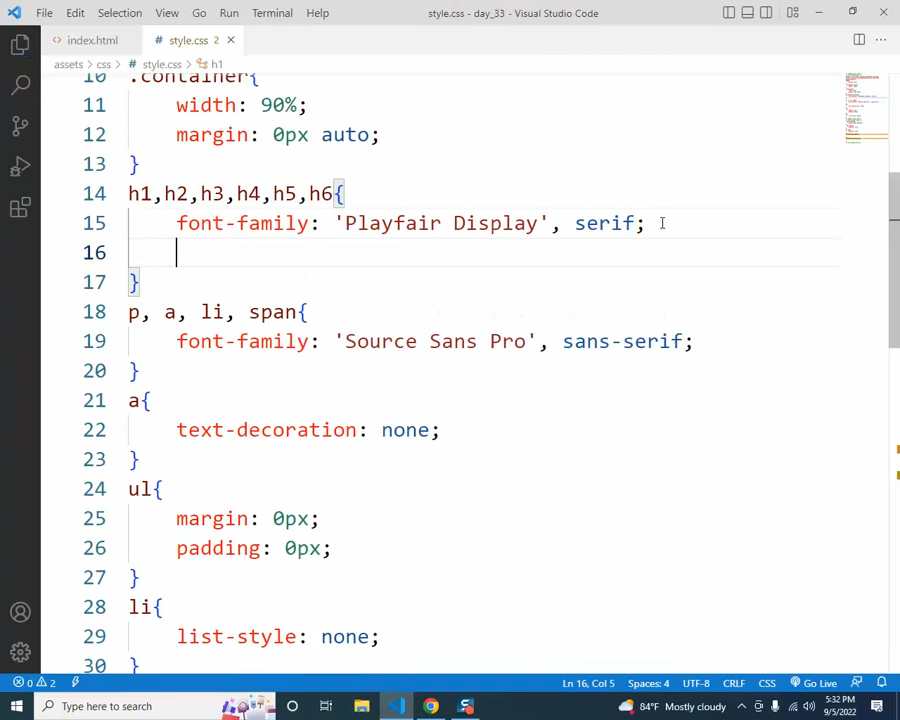 File Edit Selection View Go Run Terminal Help style.css - day_33 - Visual Studio Code
<> index.html # style.css 2 ×
assets > css > # style.css > h1
10 .container{
11 width: 90%;
12 margin: 0px auto;
13 }
14 h1,h2,h3,h4,h5,h6{
15 font-family: 'Playfair Display', serif;
16
17 }
18 p, a, li, span{
19 font-family: 'Source Sans Pro', sans-serif;
20 }
21 a{
22 text-decoration: none;
23 }
24 ul{
25 margin: 0px;
26 padding: 0px;
27 }
28 li{
29 list-style: none;
30 }
0 2 Ln 16, Col 5 Spaces: 4 UTF-8 CRLF CSS Go Live
Type here to search 84°F Mostly cloudy 5:32 PM
9/5/2022